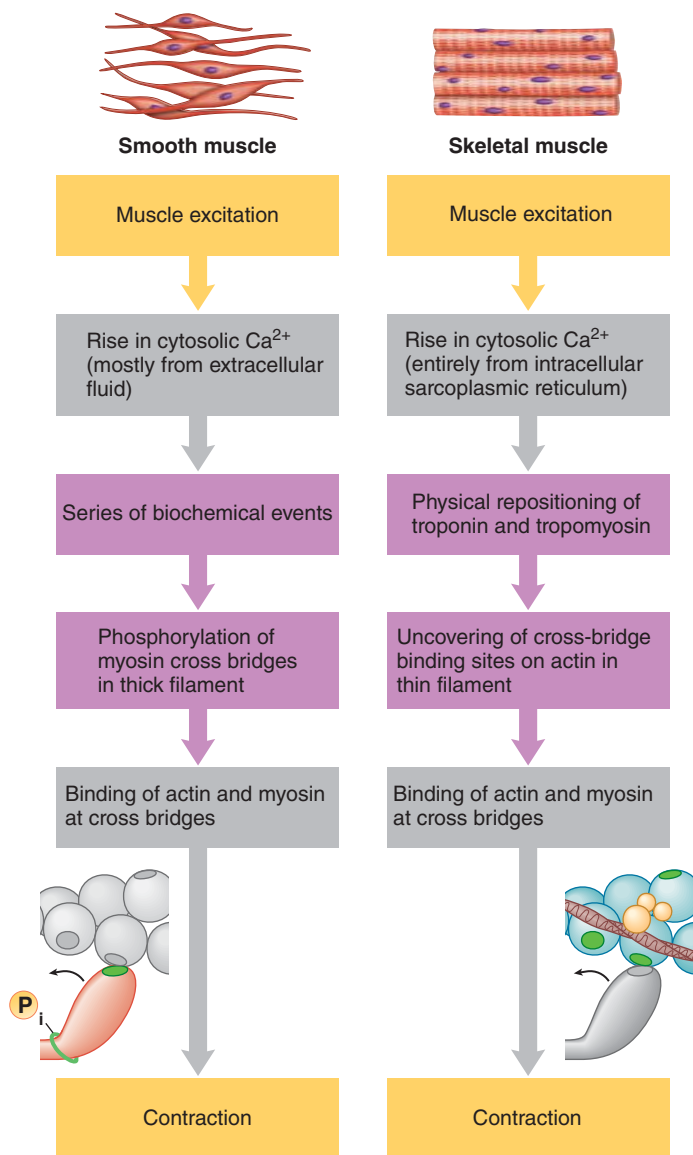 Smooth muscle
Muscle excitation
Rise in cytosolic Ca²⁺
(mostly from extracellular
fluid)
Series of biochemical events
Phosphorylation of
myosin cross bridges
in thick filament
Binding of actin and myosin
at cross bridges
P
i
Contraction
Skeletal muscle
Muscle excitation
Rise in cytosolic Ca²⁺
(entirely from intracellular
sarcoplasmic reticulum)
Physical repositioning of
troponin and tropomyosin
Uncovering of cross-bridge
binding sites on actin in
thin filament
Binding of actin and myosin
at cross bridges
Contraction